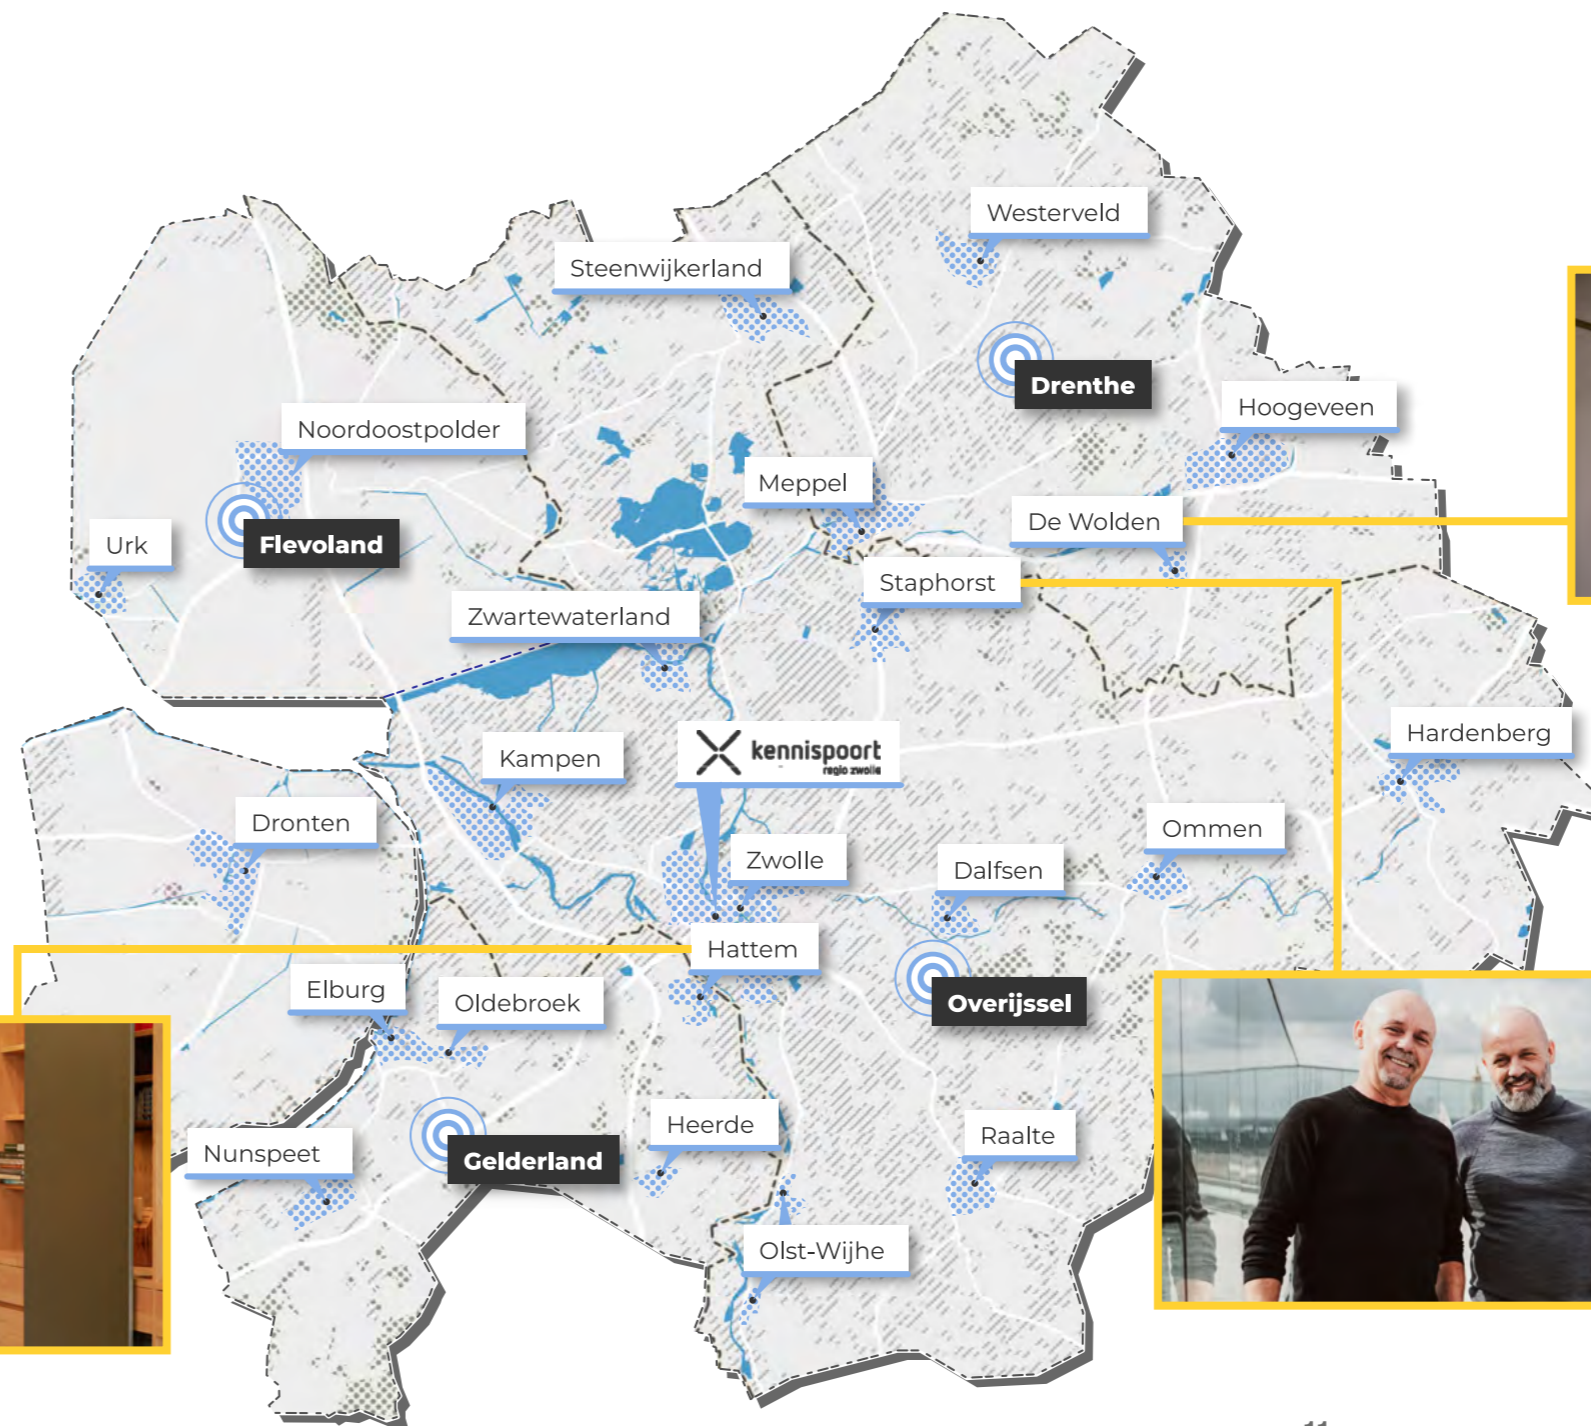 Westerveld
Steenwijkerland
Drenthe
Hoogeveen
Noordoostpolder
Meppel
De Wolden
Urk
Flevoland
Staphorst
Zwartewaterland
Hardenberg
kennispoort
regio zwolle
Kampen
Dronten
Ommen
Zwolle
Dalfsen
Hattem
Elburg
Oldebroek
Overijssel
Heerde
Raalte
Nunspeet
Gelderland
Olst-Wijhe
11